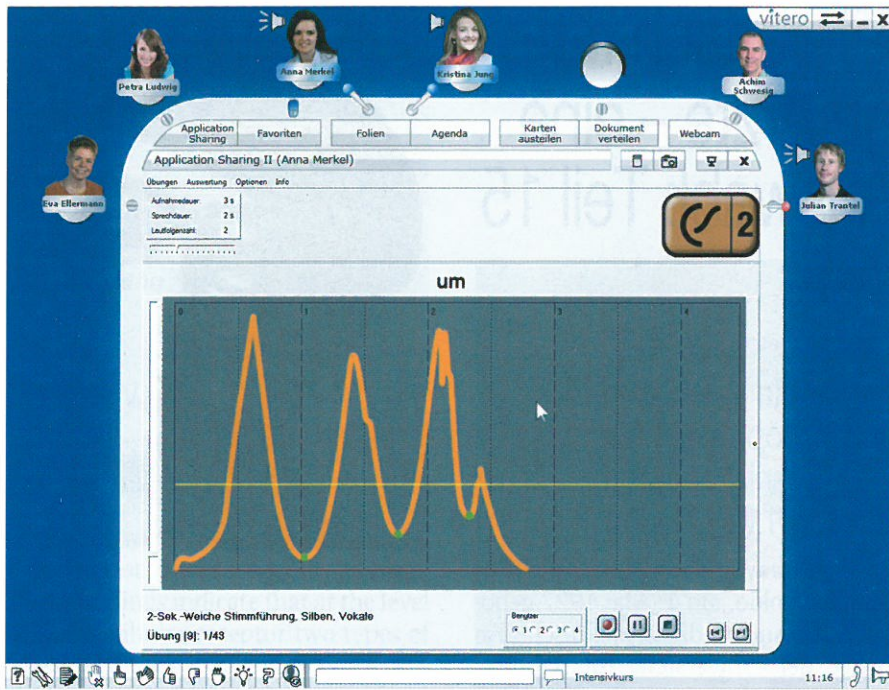 vitero
Petra Ludwig
Anna Merkel
Kristina Jung
Achim
Schwesig
Eva Ellermann
Julian Trantel
Application
Sharing
Favoriten
Folien
Agenda
Karten
austeilen
Dokument
verteilen
Webcam
Application Sharing II (Anna Merkel)
Übungen Auswertung Optionen Info
Aufnahmedauer: 3 s
Sprechdauer: 2 s
Lautfolgenzahl: 2
2
um
0 1 2 3 4
2-Sek.-Weiche Stimmführung, Silben, Vokale
Übung [9]: 1/43
Benutzer
1 2 3 4
Intensivkurs
11:16